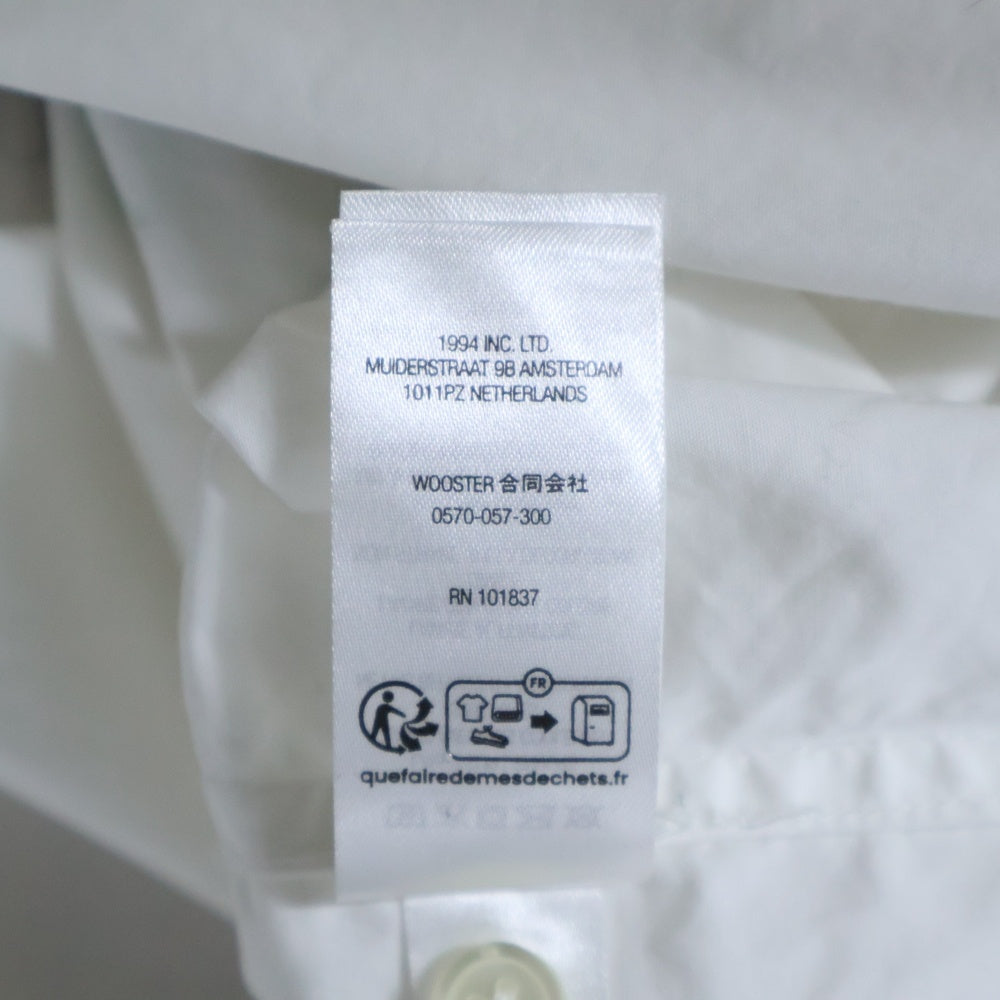 1994 INC. LTD.
MUIDERSTRAAT 9B AMSTERDAM
1011PZ NETHERLANDS
WOOSTER 合同会社
0570-057-300
RN 101837
FR
quefairedemesdechets.fr